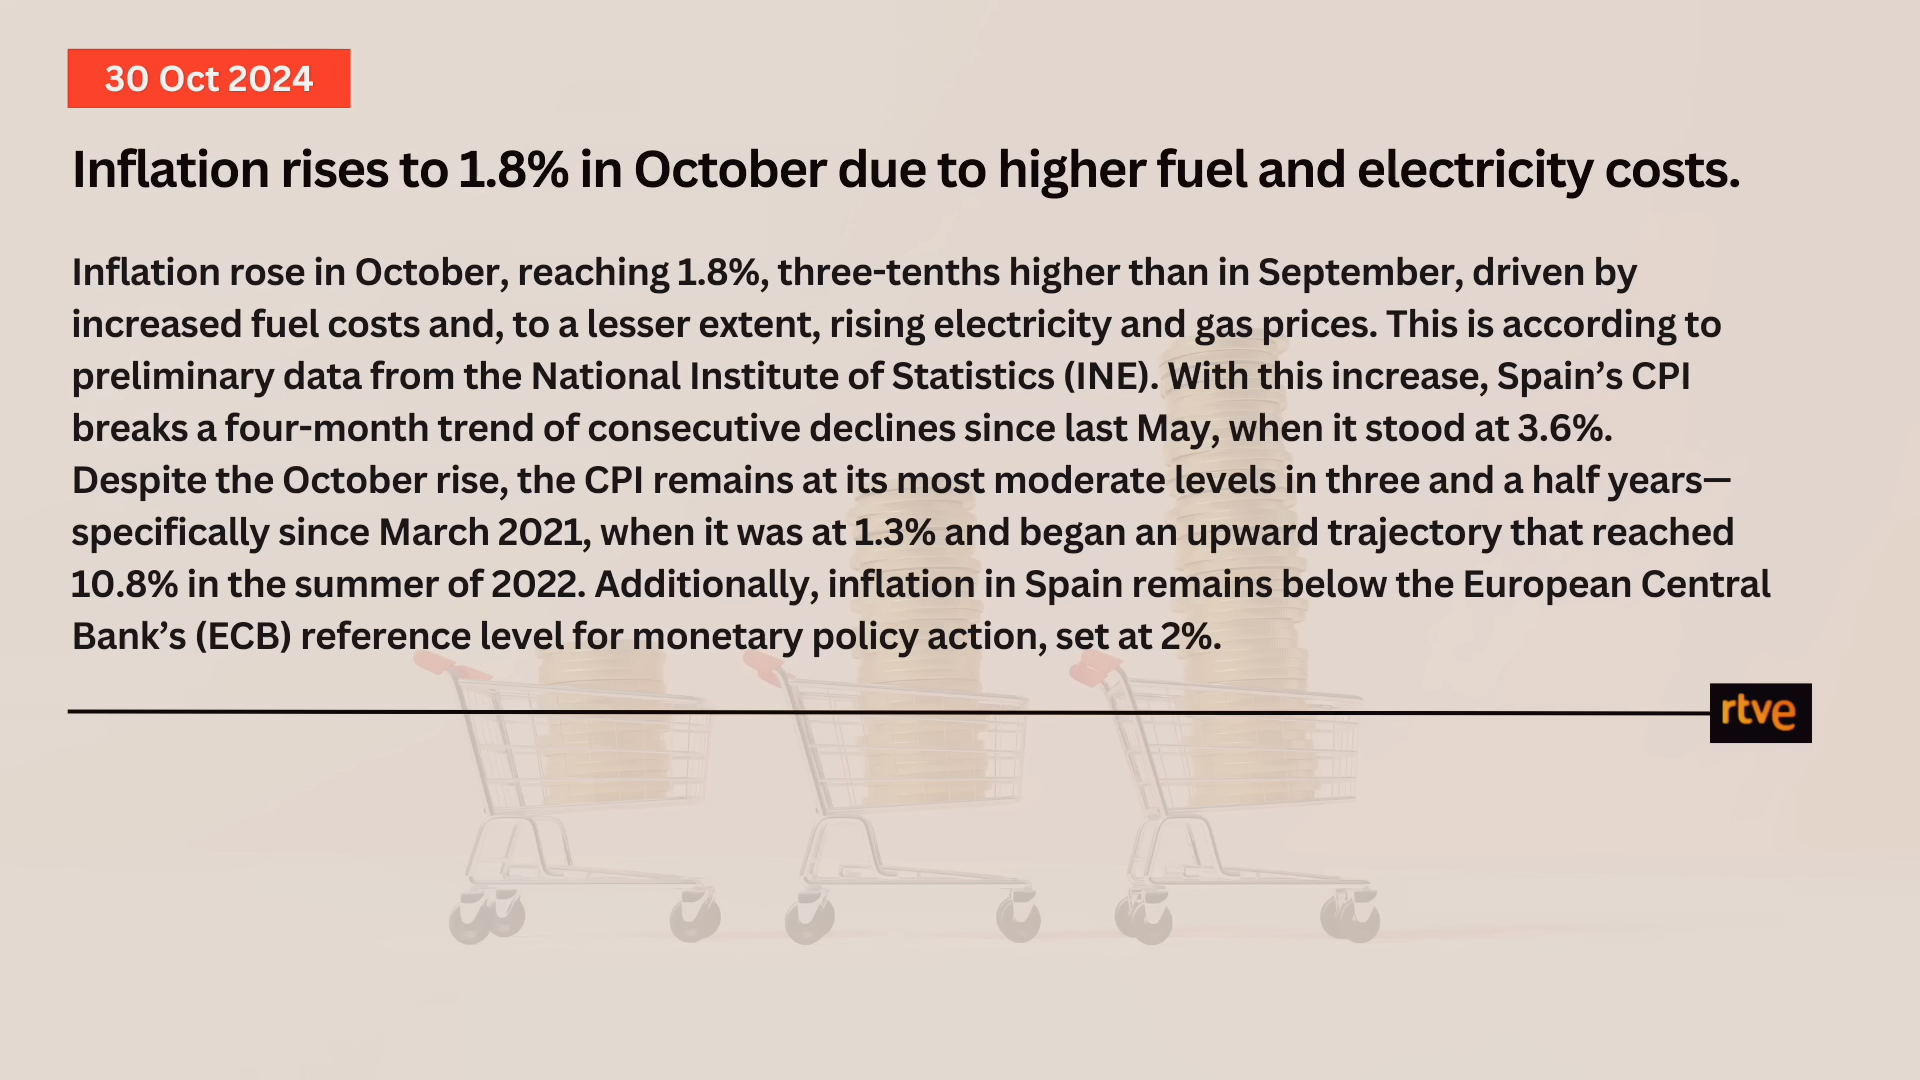 30 Oct 2024
Inflation rises to 1.8% in October due to higher fuel and electricity costs.
Inflation rose in October, reaching 1.8%, three-tenths higher than in September, driven by
increased fuel costs and, to a lesser extent, rising electricity and gas prices. This is according to
preliminary data from the National Institute of Statistics (INE). With this increase, Spain’s CPI
breaks a four-month trend of consecutive declines since last May, when it stood at 3.6%.
Despite the October rise, the CPI remains at its most moderate levels in three and a half years—
specifically since March 2021, when it was at 1.3% and began an upward trajectory that reached
10.8% in the summer of 2022. Additionally, inflation in Spain remains below the European Central
Bank’s (ECB) reference level for monetary policy action, set at 2%.
rtve